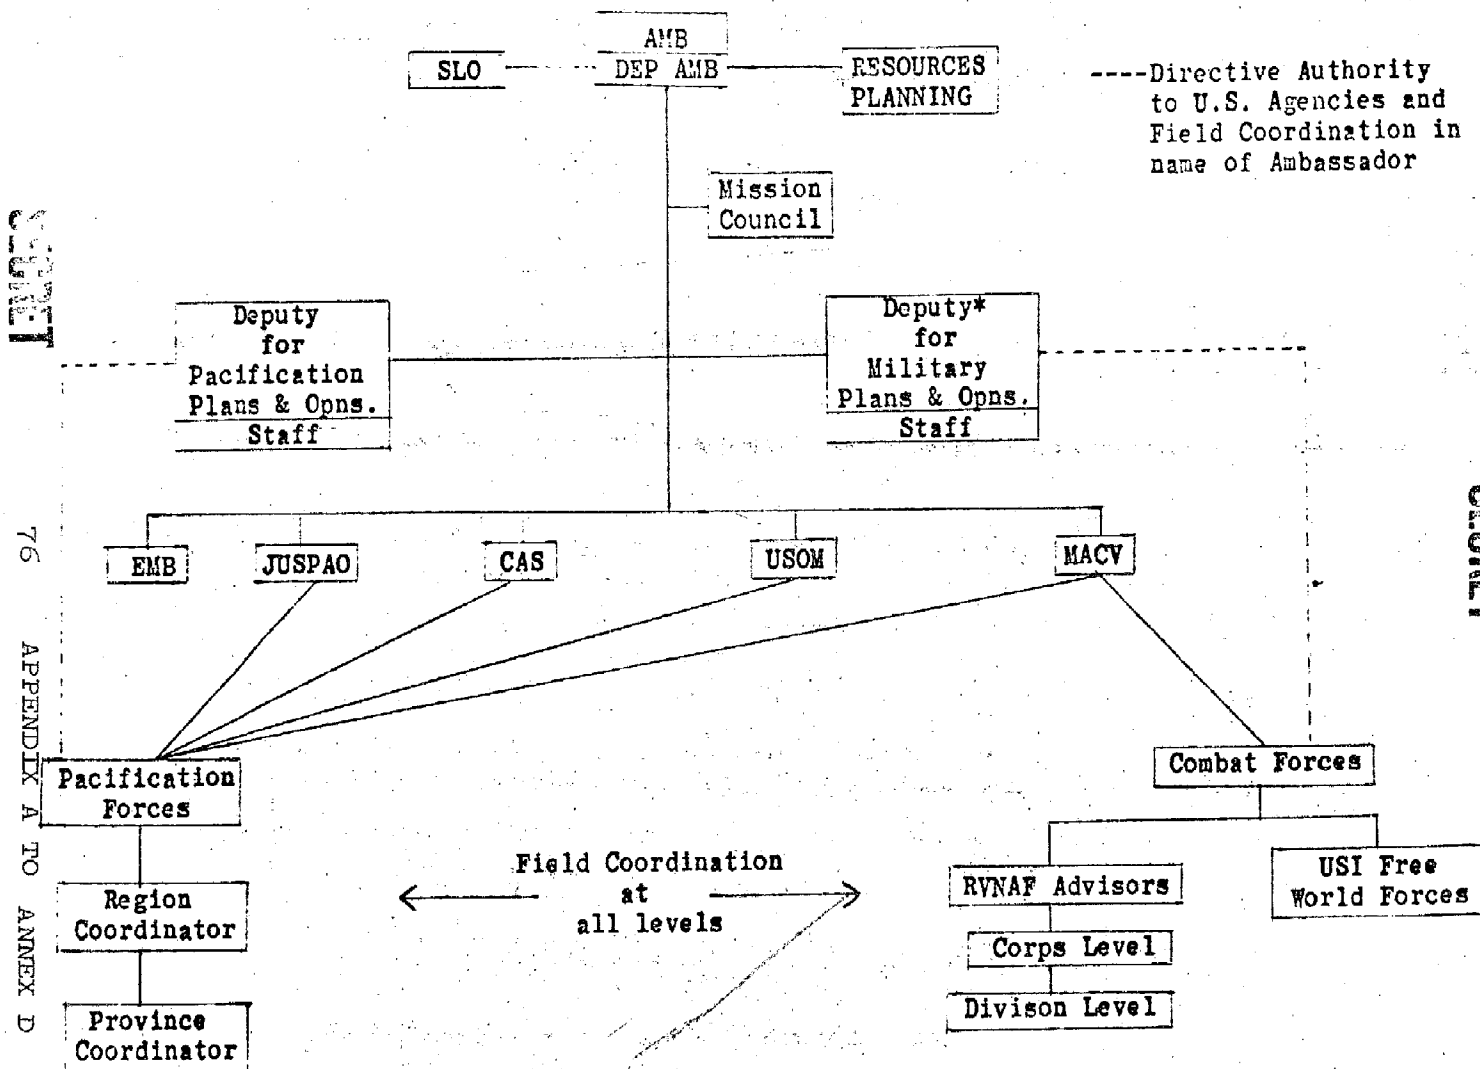 AMB
DEP AMB
SLO
RESOURCES
PLANNING
----Directive Authority
to U.S. Agencies and
Field Coordination in
name of Ambassador
Mission
Council
SECRET
Deputy
for
Pacification
Plans & Opns.
Staff
Deputy*
for
Military
Plans & Opns.
Staff
EMB
JUSPAO
CAS
USOM
MACV
SECRET
76
APPENDIX A TO ANNEX D
Pacification
Forces
Combat Forces
Field Coordination
at
all levels
Region
Coordinator
RVNAF Advisors
USI Free
World Forces
Corps Level
Divison Level
Province
Coordinator